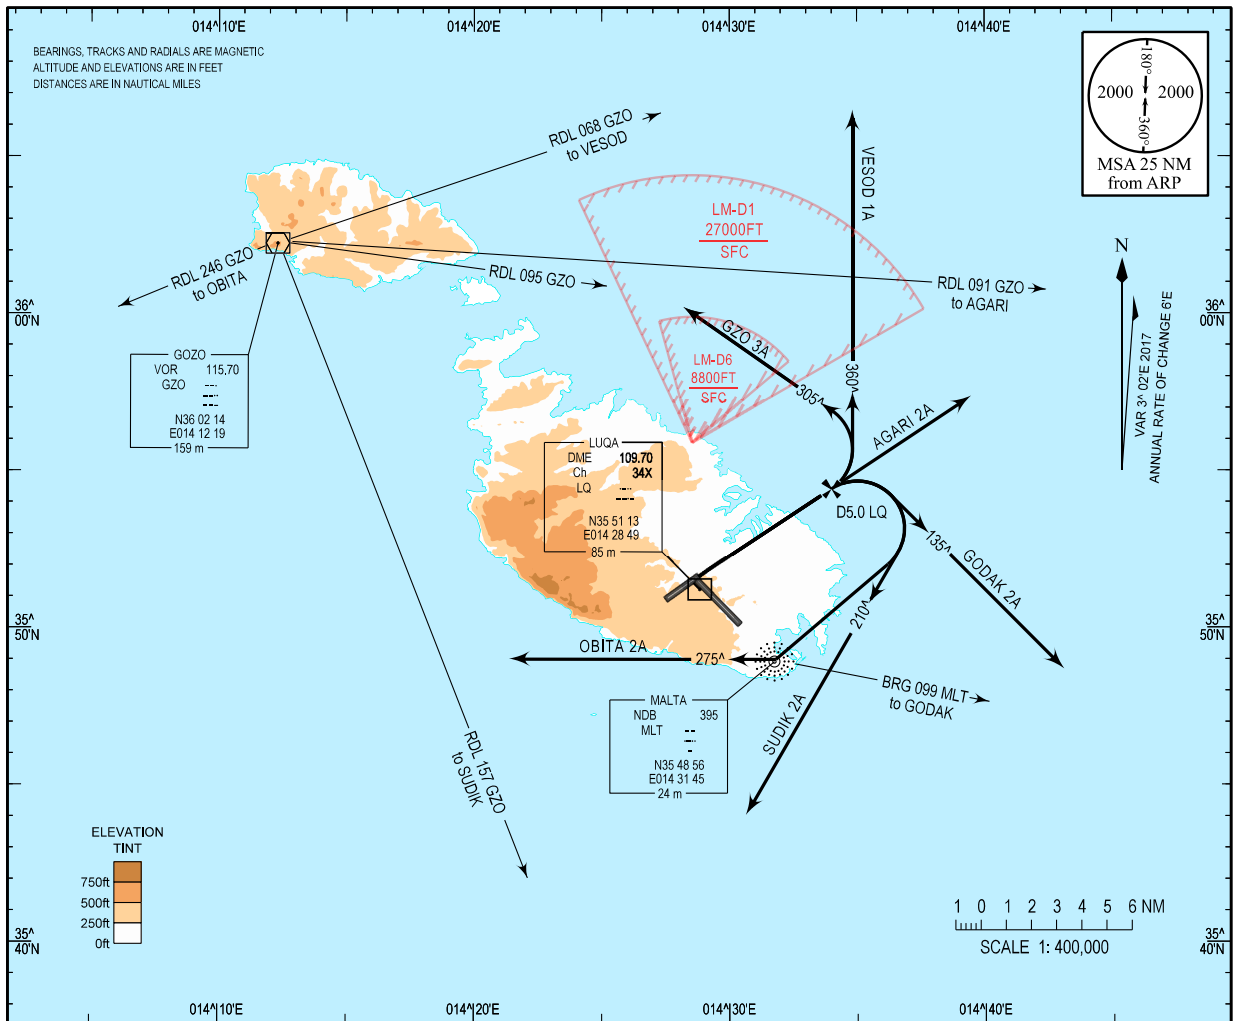 014^10'E
014^20'E
014^30'E
014^40'E
BEARINGS, TRACKS AND RADIALS ARE MAGNETIC
ALTITUDE AND ELEVATIONS ARE IN FEET
DISTANCES ARE IN NAUTICAL MILES
180°
2000
2000
360°
MSA 25 NM
from ARP
RDL 068 GZO
to VESOD
VESOD 1A
LM-D1
27000FT
SFC
RDL 246 GZO
to OBITA
RDL 095 GZO
RDL 091 GZO
to AGARI
N
VAR 3^ 02'E 2017
ANNUAL RATE OF CHANGE 6'E
36^
00'N
36^
00'N
GZO 3A
LM-D6
8800FT
SFC
305^
360^
GOZO
VOR 115,70
GZO
N36 02 14
E014 12 19
159 m
AGARI 2A
LUQA
DME 109.70
Ch 34X
LQ
N35 51 13
E014 28 49
85 m
D5.0 LQ
135^
GODAK 2A
210^
35^
50'N
35^
50'N
OBITA 2A
275^
BRG 099 MLT
to GODAK
MALTA
NDB 395
MLT
N35 48 56
E014 31 45
24 m
SUDIK 2A
RDL 157 GZO
to SUDIK
ELEVATION
TINT
750ft
500ft
250ft
0ft
1 0 1 2 3 4 5 6 NM
SCALE 1: 400,000
35^
40'N
35^
40'N
014^10'E
014^20'E
014^30'E
014^40'E